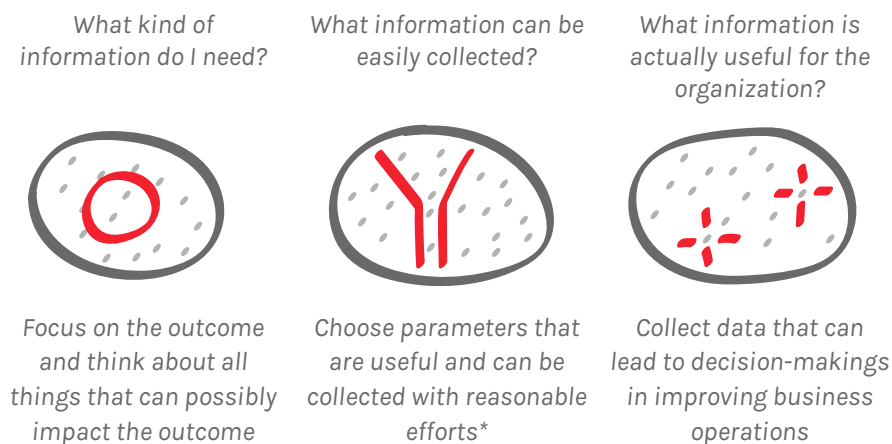 What kind of
information do I need?
What information can be
easily collected?
What information is
actually useful for the
organization?
Focus on the outcome
and think about all
things that can possibly
impact the outcome
Choose parameters that
are useful and can be
collected with reasonable
efforts*
Collect data that can
lead to decision-makings
in improving business
operations